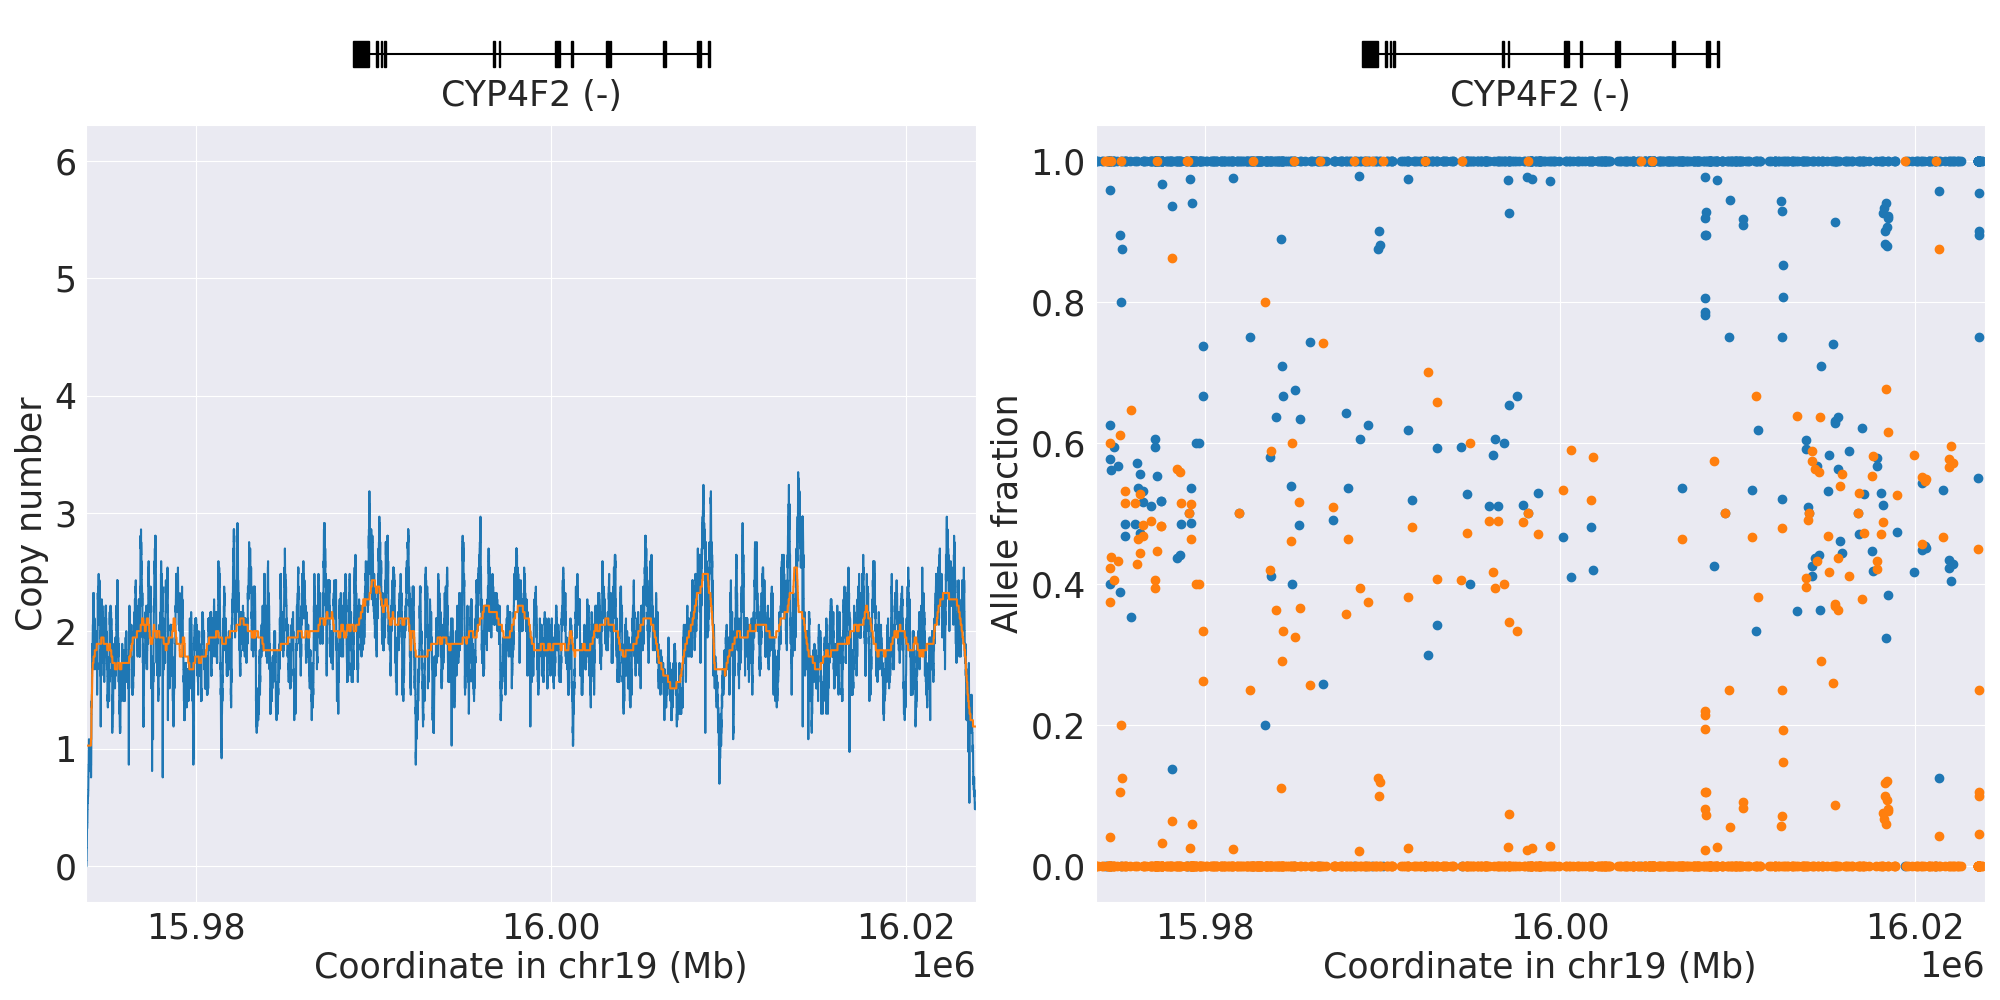 CYP4F2 (-)
6
5
4
3
2
1
0
Copy number
15.98
16.00
16.02
Coordinate in chr19 (Mb)
1e6
CYP4F2 (-)
1.0
0.8
0.6
0.4
0.2
0.0
Allele fraction
15.98
16.00
16.02
Coordinate in chr19 (Mb)
1e6